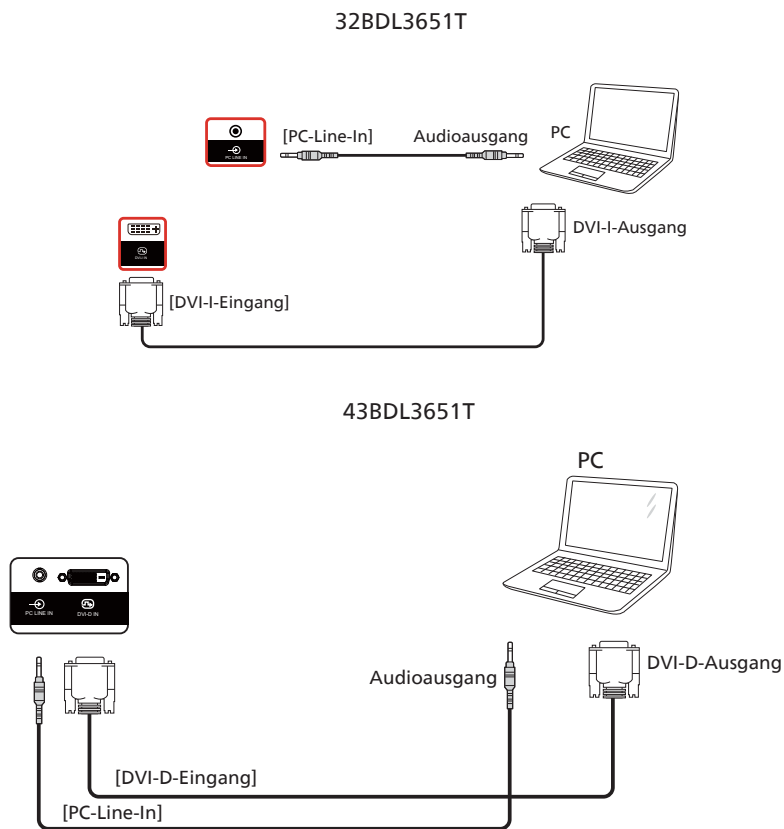 32BDL3651T
[PC-Line-In]
Audioausgang
PC
PC LINE IN
DVI-I-Ausgang
DVI-I IN
[DVI-I-Eingang]
43BDL3651T
PC
PC LINE IN
DVI-D IN
Audioausgang
DVI-D-Ausgang
[DVI-D-Eingang]
[PC-Line-In]